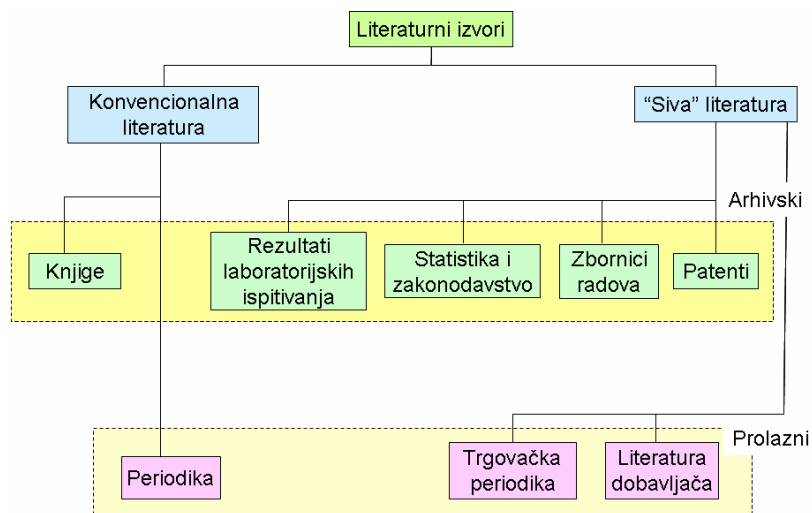 Literaturni izvori
Konvencionalna
literatura
“Siva” literatura
Arhivski
Knjige
Rezultati
laboratorijskih
ispitivanja
Statistika i
zakonodavstvo
Zbornici
radova
Patenti
Prolazni
Periodika
Trgovačka
periodika
Literatura
dobavljača